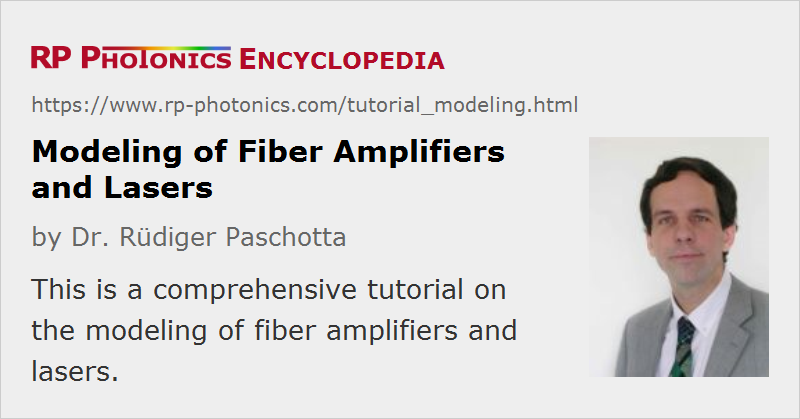 RP PHOTONICS ENCYCLOPEDIA
https://www.rp-photonics.com/tutorial_modeling.html
Modeling of Fiber Amplifiers
and Lasers
by Dr. Rüdiger Paschotta
This is a comprehensive tutorial on
the modeling of fiber amplifiers and
lasers.